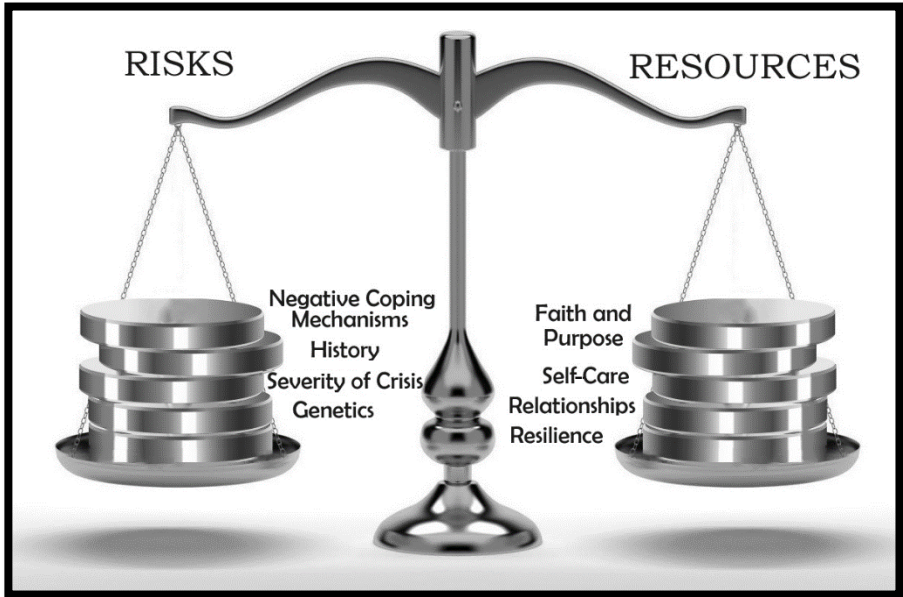 RISKS
RESOURCES
Negative Coping
Mechanisms
History
Severity of Crisis
Genetics
Faith and
Purpose
Self-Care
Relationships
Resilience